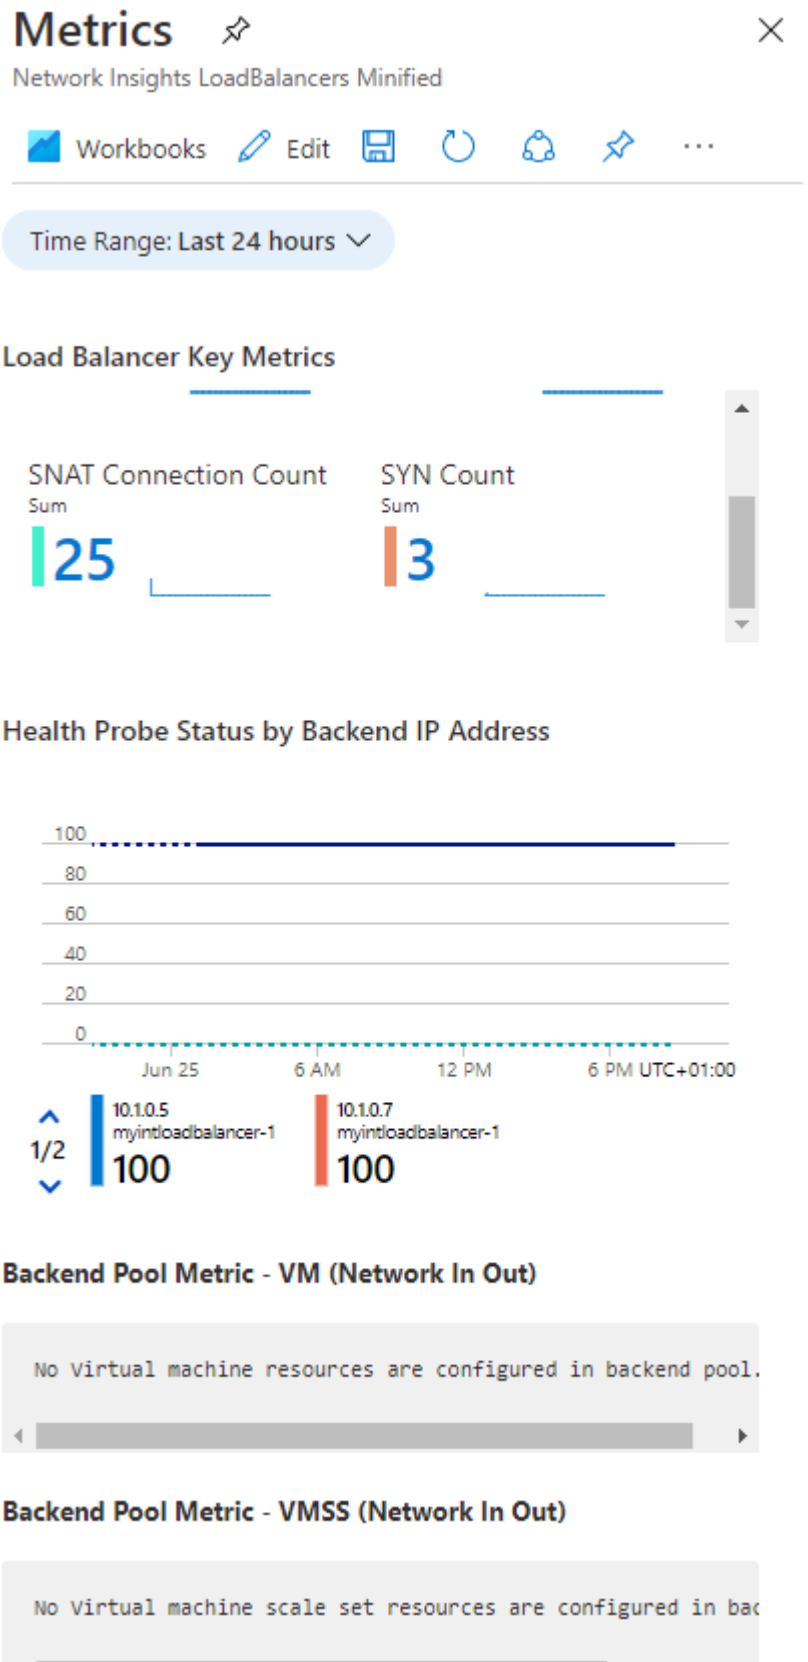 Metrics
Network Insights LoadBalancers Minified
Workbooks Edit ...
Time Range: Last 24 hours
Load Balancer Key Metrics
SNAT Connection Count SYN Count
Sum Sum
25 3
Health Probe Status by Backend IP Address
100
80
60
40
20
0
Jun 25 6 AM 12 PM 6 PM UTC+01:00
10.1.0.5 10.1.0.7
myintloadbalancer-1 myintloadbalancer-1
1/2 100 100
Backend Pool Metric - VM (Network In Out)
No Virtual machine resources are configured in backend pool.
Backend Pool Metric - VMSS (Network In Out)
No Virtual machine scale set resources are configured in bac